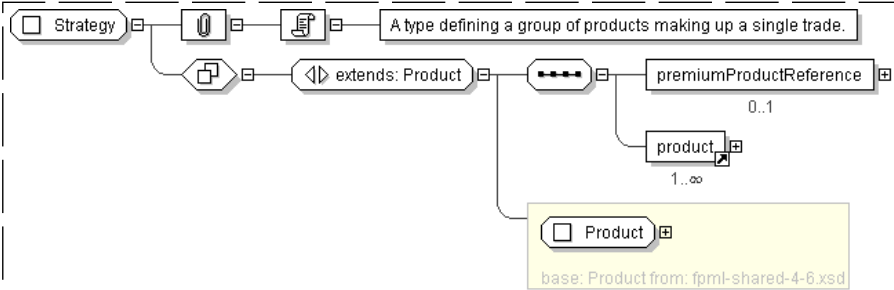 Strategy
A type defining a group of products making up a single trade.
extends: Product
premiumProductReference
0..1
product
1..∞
Product
base: Product from: fpml-shared-4-6.xsd